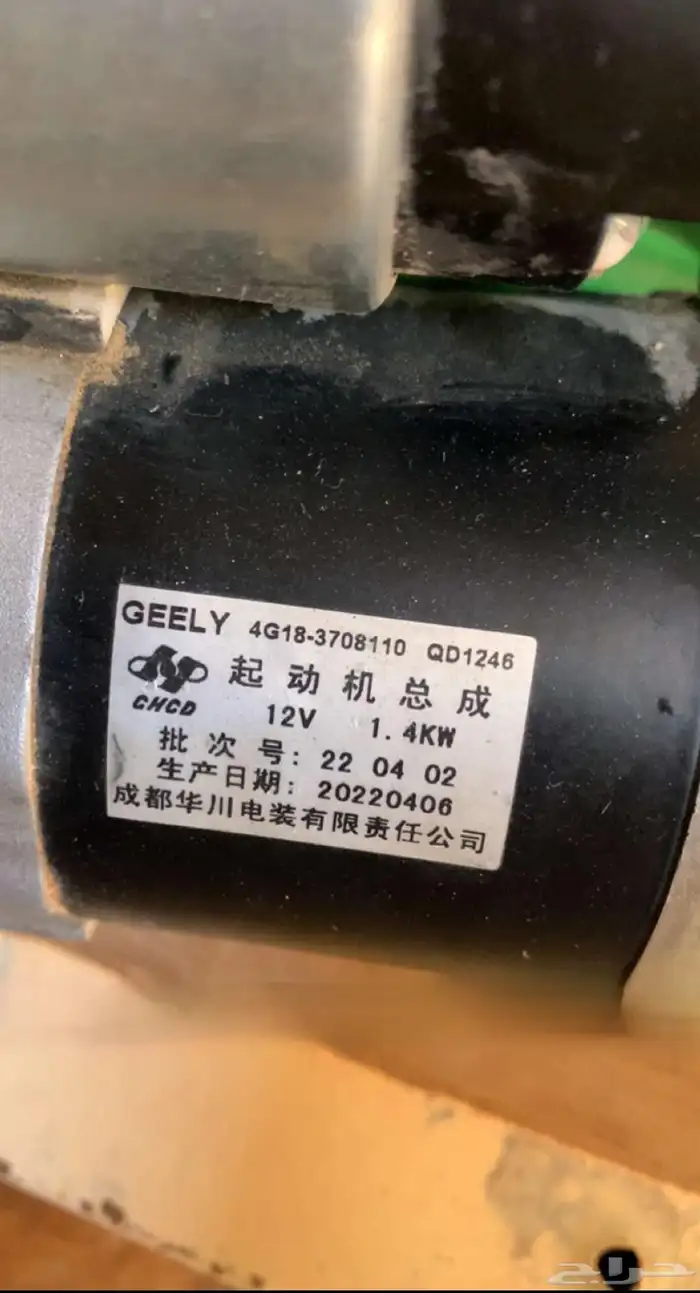 GEELY 4G18-3708110 QD1246
CHCD 起动机总成
12V 1.4KW
批次号: 22 04 02
生产日期: 20220406
成都华川电装有限责任公司
حراج